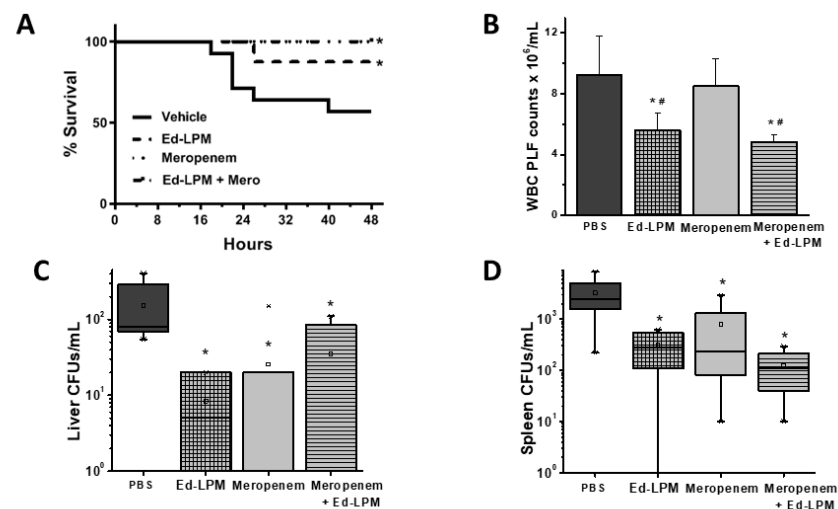 A
% Survival
100
50
0
Vehicle
Ed-LPM
Meropenem
Ed-LPM + Mero
*
*
0 8 16 24 32 40 48
Hours
B
WBC PLF counts x 10⁶/mL
12
8
4
0
* #
* #
PBS Ed-LPM Meropenem Meropenem
+ Ed-LPM
C
Liver CFUs/mL
10²
10¹
10⁰
*
*
*
PBS Ed-LPM Meropenem Meropenem
+ Ed-LPM
D
Spleen CFUs/mL
10³
10²
10¹
10⁰
*
*
*
PBS Ed-LPM Meropenem Meropenem
+ Ed-LPM